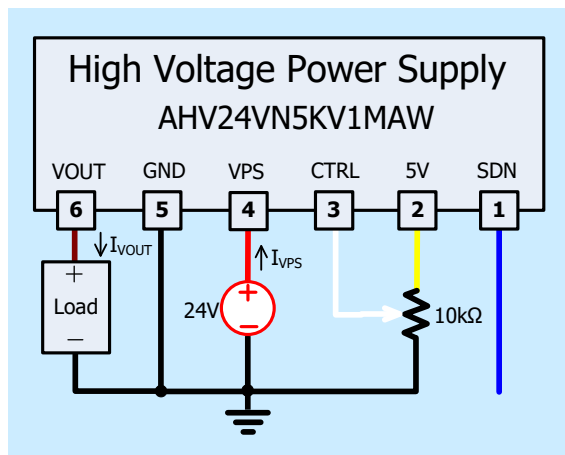 High Voltage Power Supply
AHV24VN5KV1MAW
VOUT GND VPS CTRL 5V SDN
6 5 4 3 2 1
↓IVOUT ↑IVPS
+ +
Load 24V 10kΩ
− −